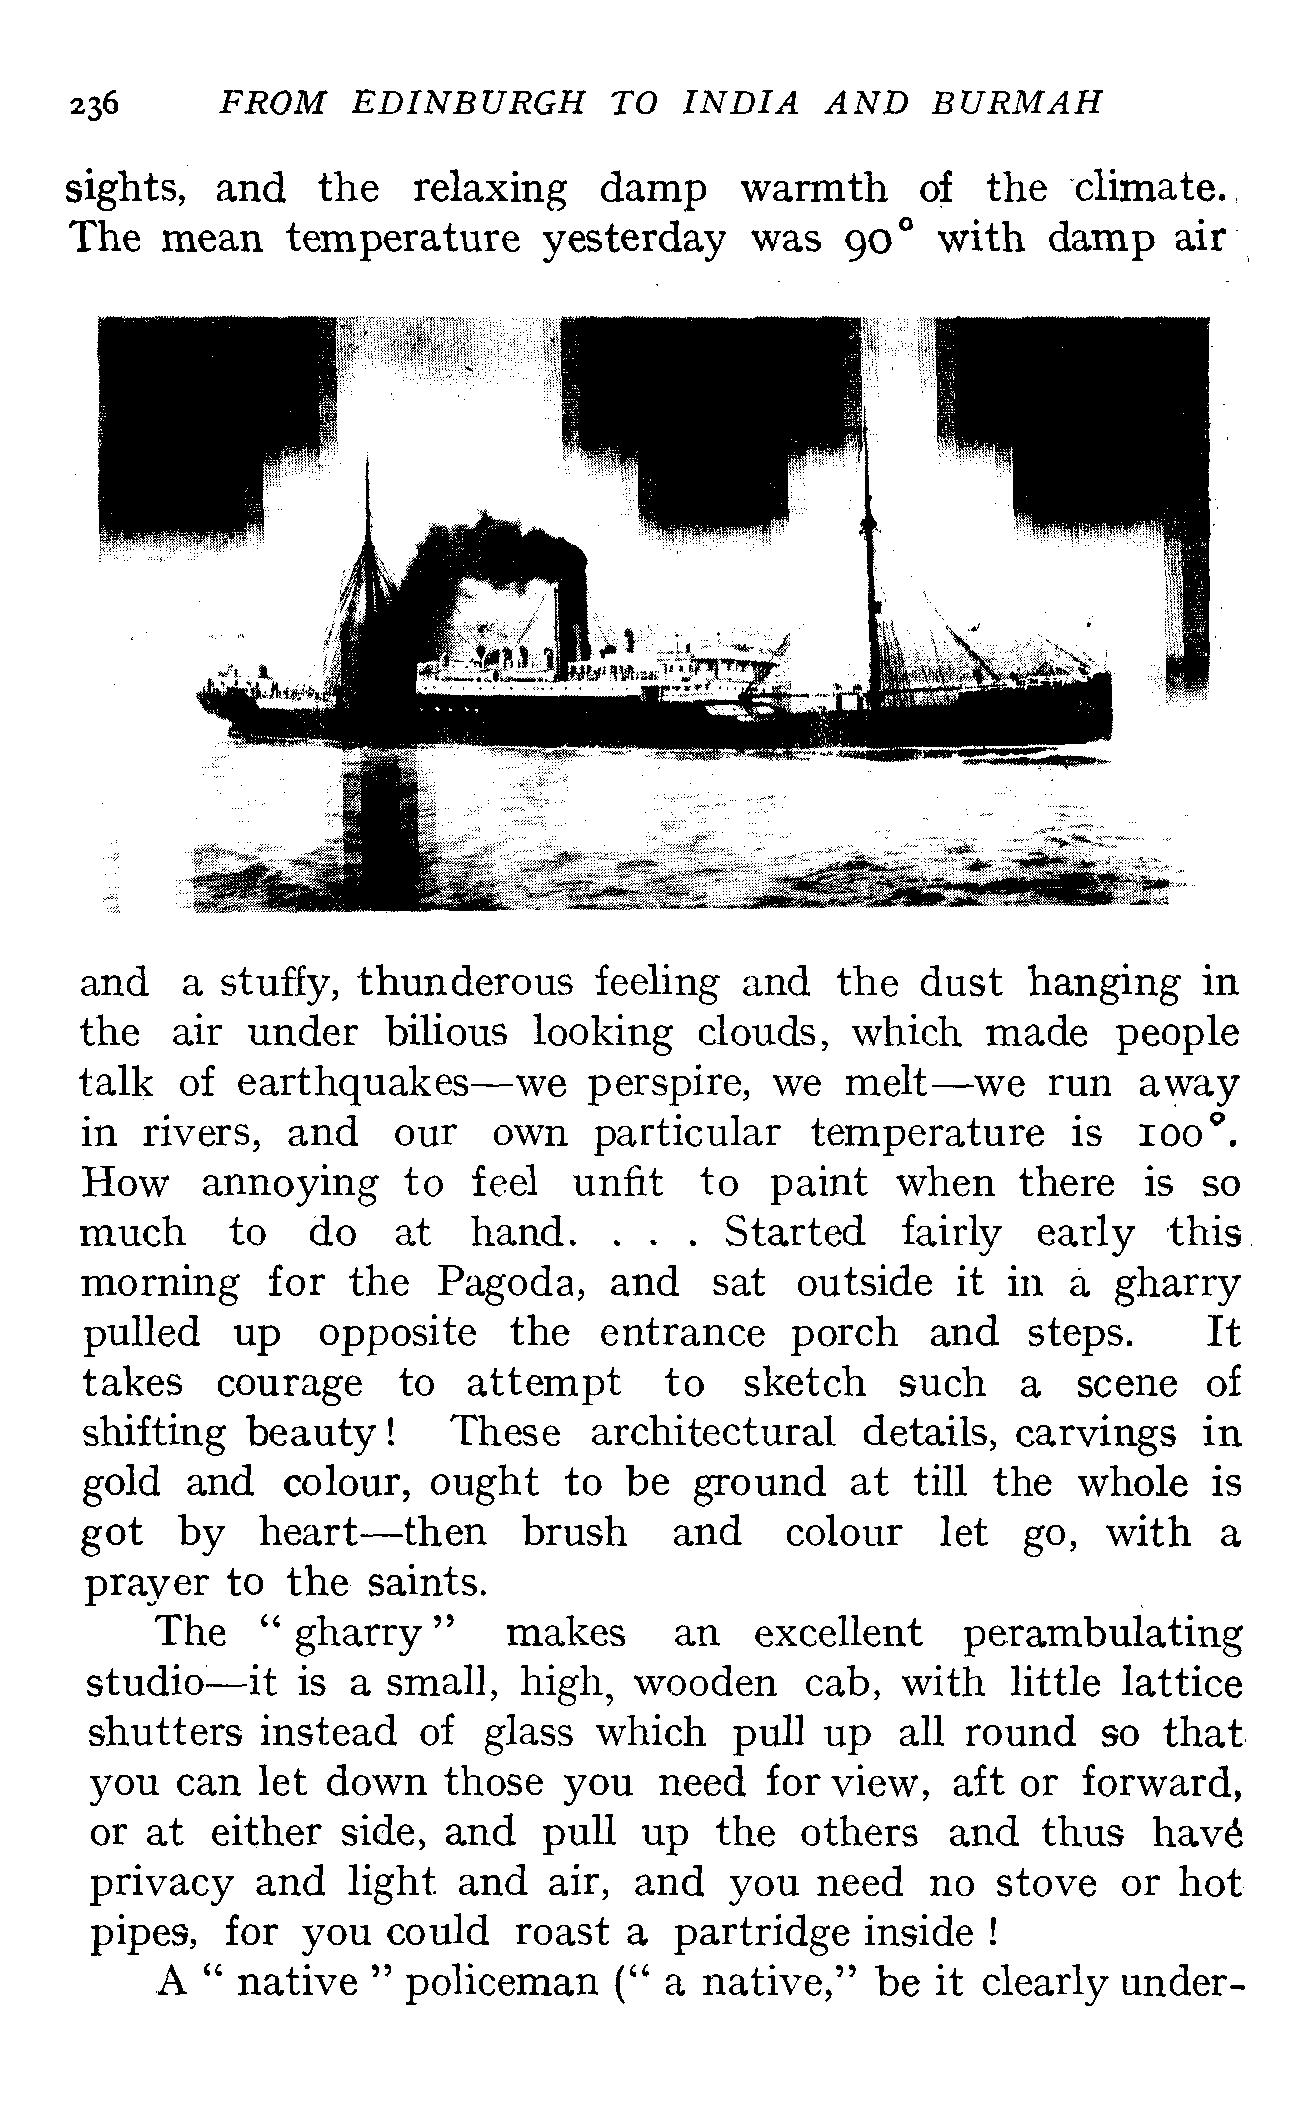 236 FROM EDINBURGH TO INDIA AND BURMAH
sights, and the relaxing damp warmth of the climate.
The mean temperature yesterday was 90° with damp air
and a stuffy, thunderous feeling and the dust hanging in
the air under bilious looking clouds, which made people
talk of earthquakes—we perspire, we melt—we run away
in rivers, and our own particular temperature is 100°.
How annoying to feel unfit to paint when there is so
much to do at hand. . . . Started fairly early this
morning for the Pagoda, and sat outside it in a gharry
pulled up opposite the entrance porch and steps. It
takes courage to attempt to sketch such a scene of
shifting beauty! These architectural details, carvings in
gold and colour, ought to be ground at till the whole is
got by heart—then brush and colour let go, with a
prayer to the saints.
The “gharry” makes an excellent perambulating
studio—it is a small, high, wooden cab, with little lattice
shutters instead of glass which pull up all round so that
you can let down those you need for view, aft or forward,
or at either side, and pull up the others and thus have
privacy and light and air, and you need no stove or hot
pipes, for you could roast a partridge inside!
A “native” policeman (“a native,” be it clearly under-